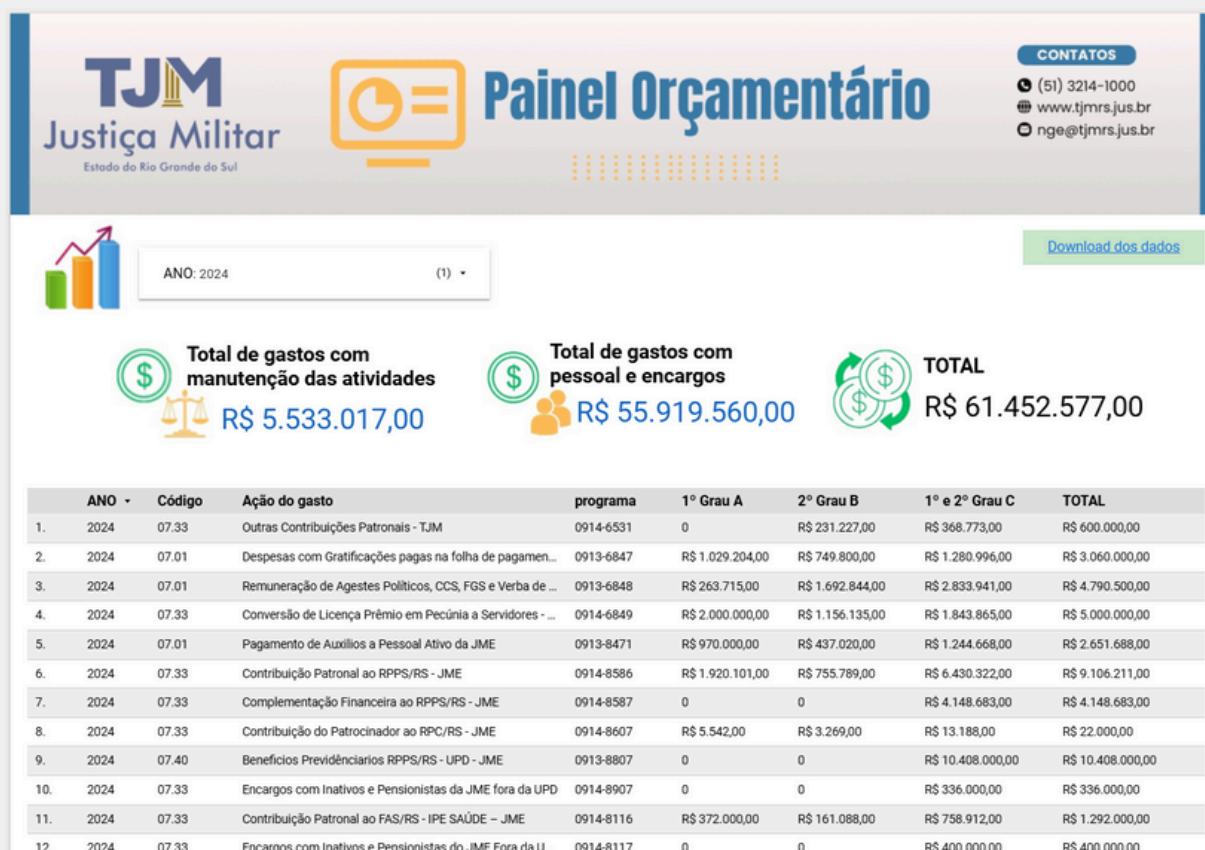 TJM
Justiça Militar
Estado do Rio Grande do Sul
Painel Orçamentário
CONTATOS
(51) 3214-1000
www.tjmrs.jus.br
nge@tjmrs.jus.br
ANO: 2024 (1)
Download dos dados
Total de gastos com
manutenção das atividades
R$ 5.533.017,00
Total de gastos com
pessoal e encargos
R$ 55.919.560,00
TOTAL
R$ 61.452.577,00
ANO Código Ação do gasto programa 1º Grau A 2º Grau B 1º e 2º Grau C TOTAL
1. 2024 07.33 Outras Contribuições Patronais - TJM 0914-6531 0 R$ 231.227,00 R$ 368.773,00 R$ 600.000,00
2. 2024 07.01 Despesas com Gratificações pagas na folha de pagamen... 0913-6847 R$ 1.029.204,00 R$ 749.800,00 R$ 1.280.996,00 R$ 3.060.000,00
3. 2024 07.01 Remuneração de Agestes Políticos, CCS, FGS e Verba de ... 0913-6848 R$ 263.715,00 R$ 1.692.844,00 R$ 2.833.941,00 R$ 4.790.500,00
4. 2024 07.33 Conversão de Licença Prêmio em Pecúnia a Servidores - ... 0914-6849 R$ 2.000.000,00 R$ 1.156.135,00 R$ 1.843.865,00 R$ 5.000.000,00
5. 2024 07.01 Pagamento de Auxilios a Pessoal Ativo da JME 0913-8471 R$ 970.000,00 R$ 437.020,00 R$ 1.244.668,00 R$ 2.651.688,00
6. 2024 07.33 Contribuição Patronal ao RPPS/RS - JME 0914-8586 R$ 1.920.101,00 R$ 755.789,00 R$ 6.430.322,00 R$ 9.106.211,00
7. 2024 07.33 Complementação Financeira ao RPPS/RS - JME 0914-8587 0 0 R$ 4.148.683,00 R$ 4.148.683,00
8. 2024 07.33 Contribuição do Patrocinador ao RPC/RS - JME 0914-8607 R$ 5.542,00 R$ 3.269,00 R$ 13.188,00 R$ 22.000,00
9. 2024 07.40 Beneficios Previdênciarios RPPS/RS - UPD - JME 0913-8807 0 0 R$ 10.408.000,00 R$ 10.408.000,00
10. 2024 07.33 Encargos com Inativos e Pensionistas da JME fora da UPD 0914-8907 0 0 R$ 336.000,00 R$ 336.000,00
11. 2024 07.33 Contribuição Patronal ao FAS/RS - IPE SAÚDE – JME 0914-8116 R$ 372.000,00 R$ 161.088,00 R$ 758.912,00 R$ 1.292.000,00
12. 2024 07.33 Encargos com Inativos e Pensionistas do JME Fora da U... 0914-8117 0 0 R$ 400.000,00 R$ 400.000,00